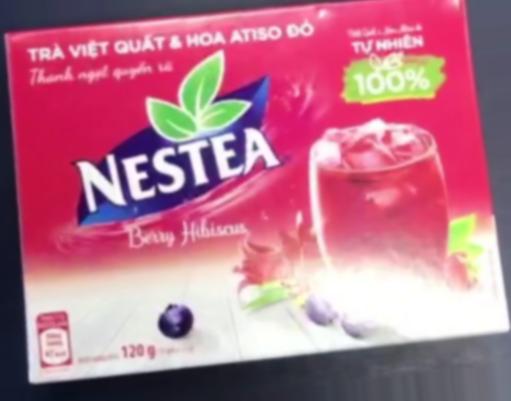 TRÀ VIỆT QUẤT & HOA ATISO ĐỎ
Thanh ngọt quyến rũ
TỰ NHIÊN
100%
NESTEA
Berry Hibiscus
120 g